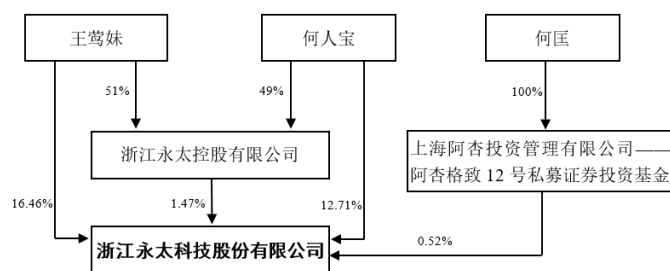 王莺妹
何人宝
何匡
51%
49%
100%
浙江永太控股有限公司
上海阿杏投资管理有限公司——
阿杏格致 12 号私募证券投资基金
16.46%
1.47%
12.71%
0.52%
浙江永太科技股份有限公司